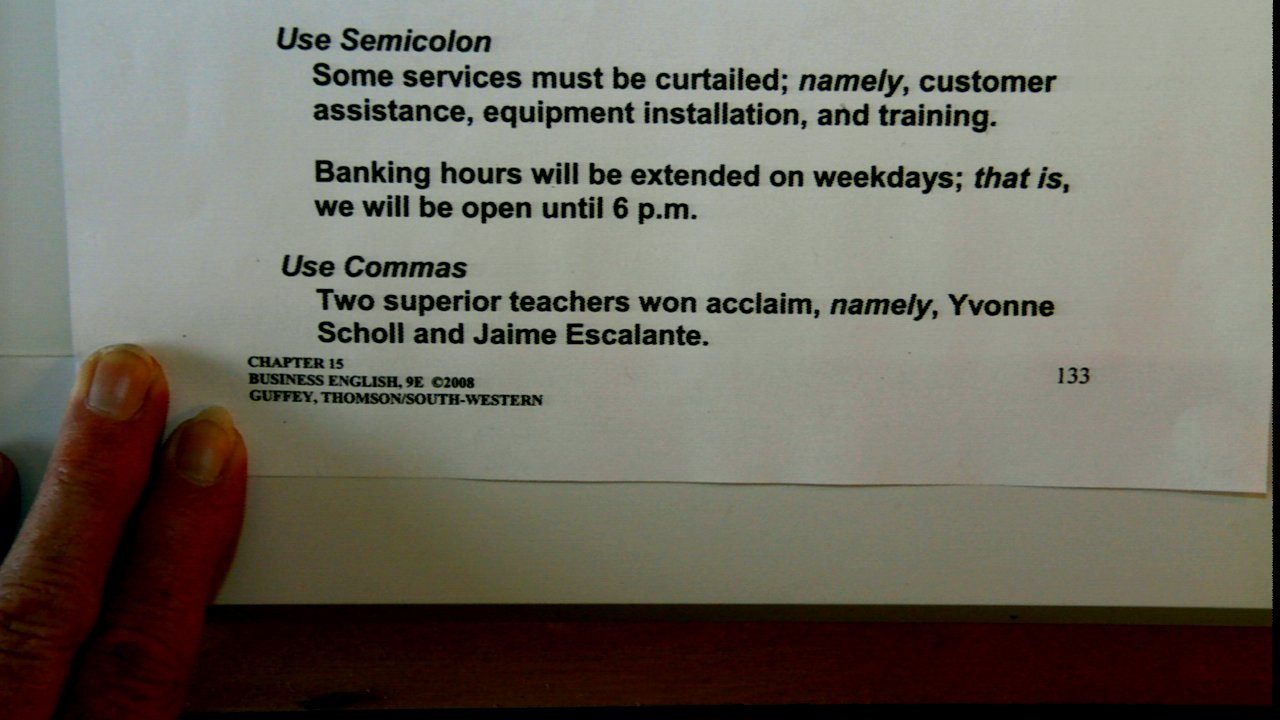 Use Semicolon
Some services must be curtailed; namely, customer
assistance, equipment installation, and training.
Banking hours will be extended on weekdays; that is,
we will be open until 6 p.m.
Use Commas
Two superior teachers won acclaim, namely, Yvonne
Scholl and Jaime Escalante.
CHAPTER 15
BUSINESS ENGLISH, 9E ©2008
GUFFEY, THOMSON/SOUTH-WESTERN
133